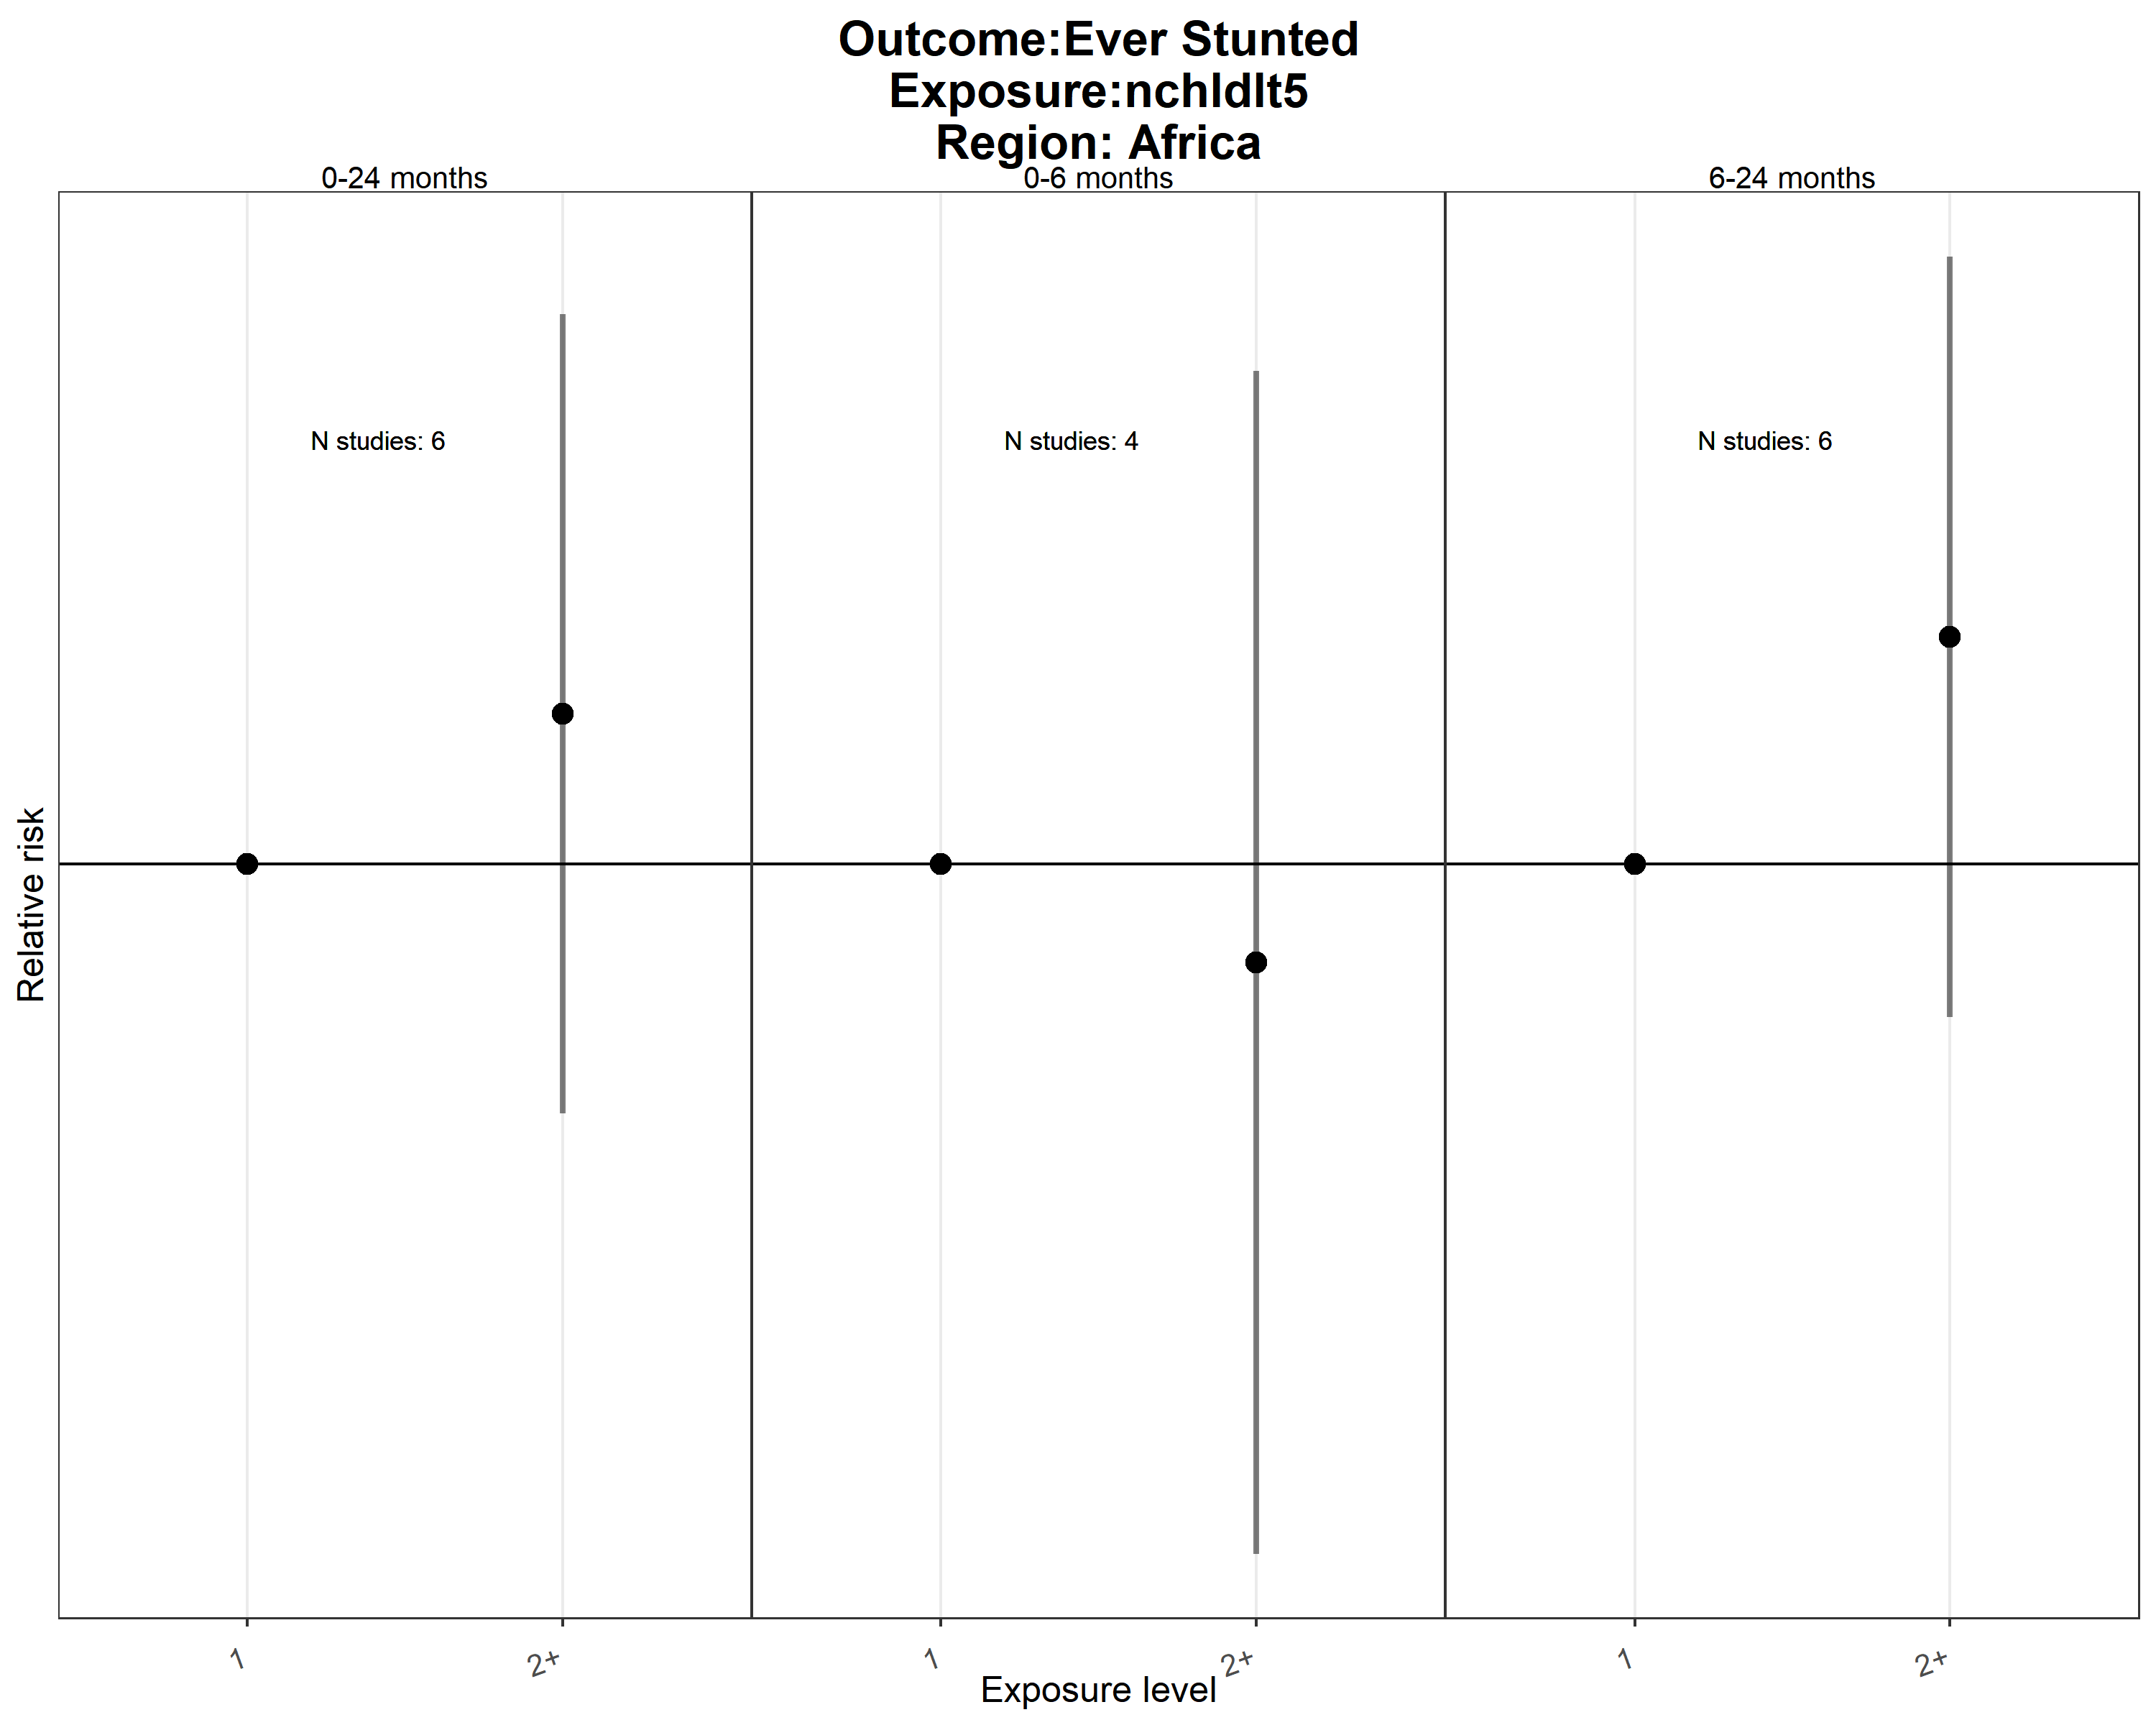 Outcome:Ever Stunted
Exposure:nchldlt5
Region: Africa
0-24 months
0-6 months
6-24 months
N studies: 6
N studies: 4
N studies: 6
Relative risk
1
2+
1
2+
1
2+
Exposure level